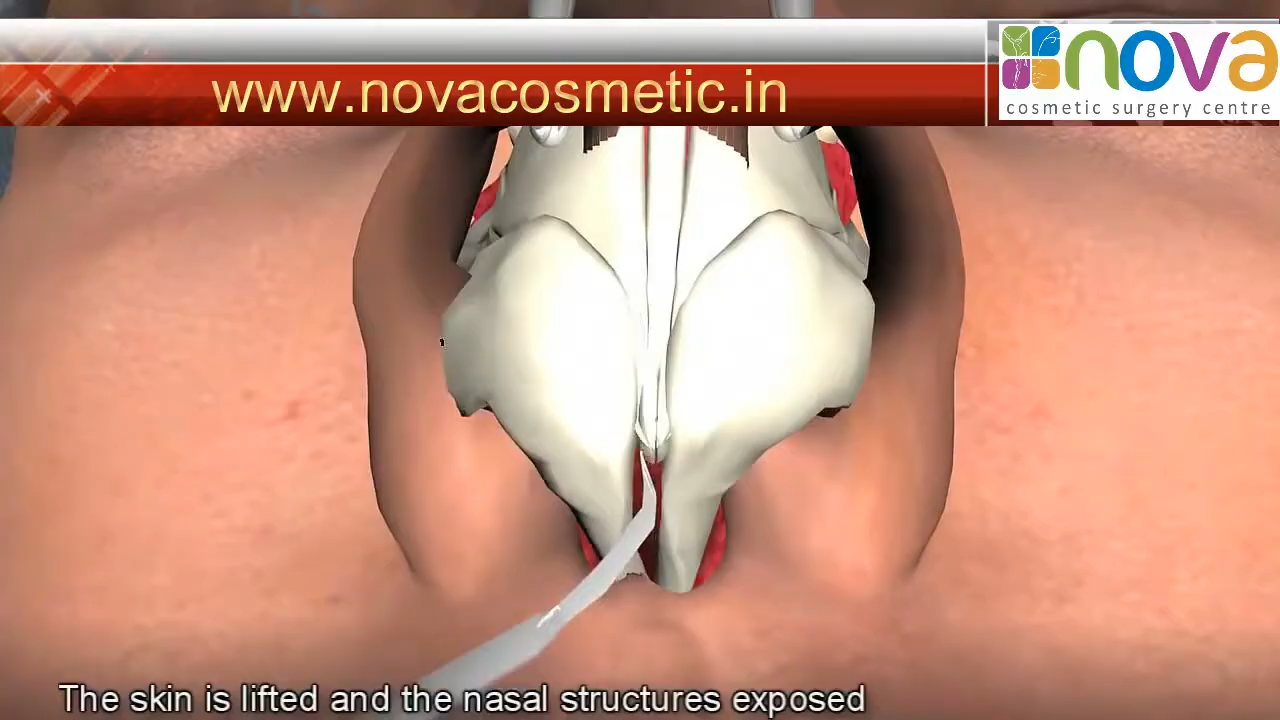 www.novacosmetic.in
nova
cosmetic surgery centre
The skin is lifted and the nasal structures exposed